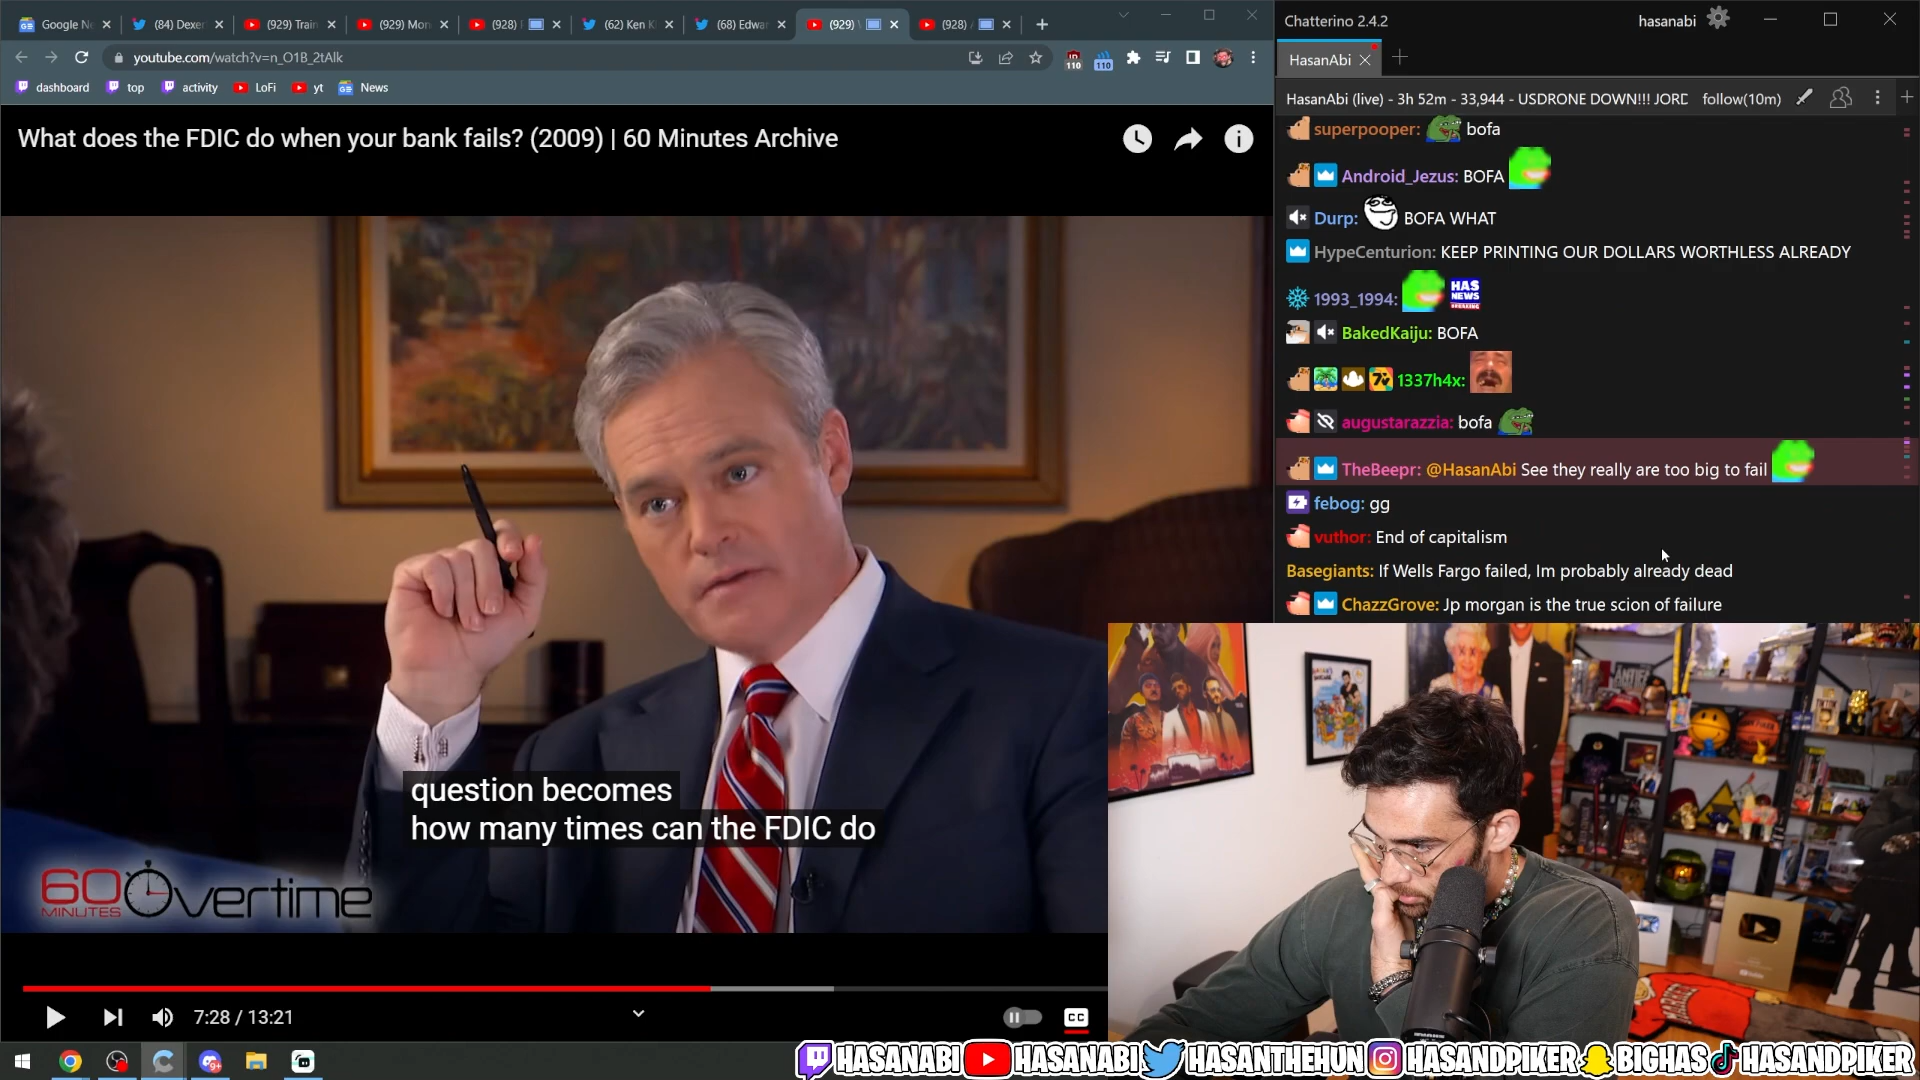 Google Ne
(84) Dexer
(929) Train
(929) Mon
(928) I
(62) Ken K
(68) Edwa
(929) \
(928) /
youtube.com/watch?v=n_O1B_2tAlk
110
110
dashboard
top
activity
LoFi
yt
News
What does the FDIC do when your bank fails? (2009) | 60 Minutes Archive
question becomes
how many times can the FDIC do
60 Overtime
MINUTES
7:28 / 13:21
CC
Chatterino 2.4.2
hasanabi
HasanAbi
HasanAbi (live) - 3h 52m - 33,944 - USDRONE DOWN!!! JORD
follow(10m)
superpooper: bofa
Android_Jezus: BOFA
Durp: BOFA WHAT
HypeCenturion: KEEP PRINTING OUR DOLLARS WORTHLESS ALREADY
1993_1994: HAS NEWS
BakedKaiju: BOFA
1337h4x:
augustarazzia: bofa
TheBeepr: @HasanAbi See they really are too big to fail
febog: gg
vuthor: End of capitalism
Basegiants: If Wells Fargo failed, Im probably already dead
ChazzGrove: Jp morgan is the true scion of failure
HASANABI HASANABI HASANTHEHUN HASANDPIKER BIGHAS HASANDPIKER